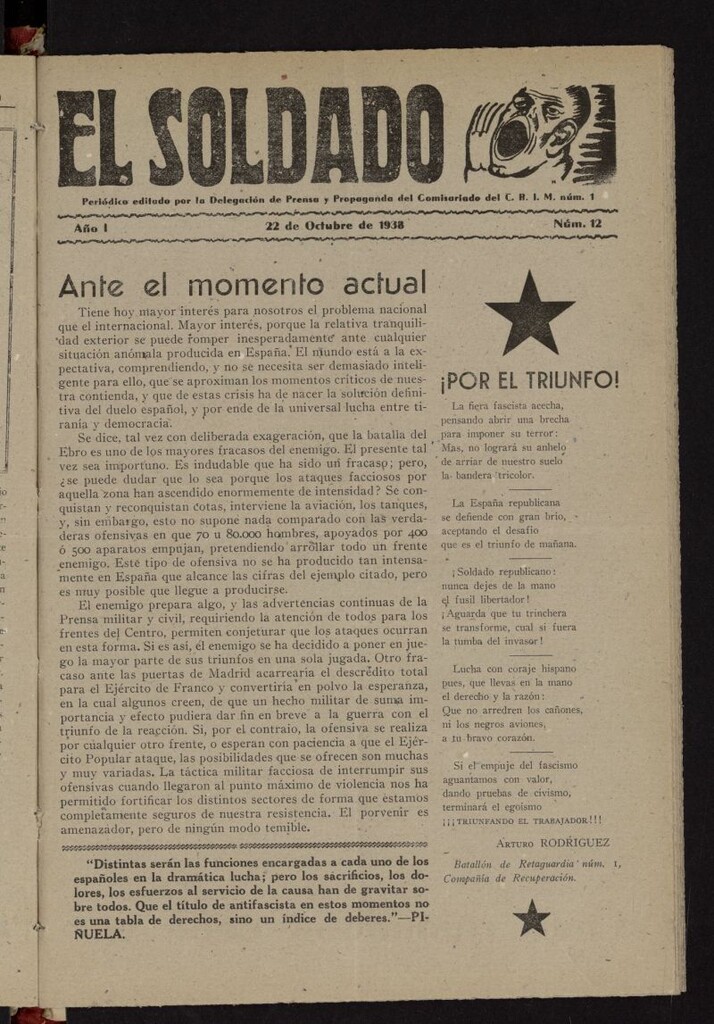 EL SOLDADO
Periódico editado por la Delegación de Prensa y Propaganda del Comisariado del C. R. I. M. núm. 1
Año I 22 de Octubre de 1938 Núm. 12
Ante el momento actual
Tiene hoy mayor interés para nosotros el problema nacional
que el internacional. Mayor interés, porque la relativa tranquili-
dad exterior se puede romper inesperadamente ante cualquier
situación anómala producida en España. El mundo está a la ex-
pectativa, comprendiendo, y no se necesita ser demasiado inteli-
gente para ello, que se aproximan los momentos críticos de nues-
tra contienda, y que de estas crisis ha de nacer la solución defini-
tiva del duelo español, y por ende de la universal lucha entre ti-
ranía y democracia.
Se dice, tal vez con deliberada exageración, que la batalla del
Ebro es uno de los mayores fracasos del enemigo. El presente tal
vez sea importuno. Es indudable que ha sido un fracaso; pero,
¿se puede dudar que lo sea porque los ataques facciosos por
aquella zona han ascendido enormemente de intensidad? Se con-
quistan y reconquistan cotas, interviene la aviación, los tanques,
y, sin embargo, esto no supone nada comparado con las verda-
deras ofensivas en que 70 u 80.000 hombres, apoyados por 400
ó 500 aparatos empujan, pretendiendo arrollar todo un frente
enemigo. Este tipo de ofensiva no se ha producido tan intensa-
mente en España que alcance las cifras del ejemplo citado, pero
es muy posible que llegue a producirse.
El enemigo prepara algo, y las advertencias continuas de la
Prensa militar y civil, requiriendo la atención de todos para los
frentes del Centro, permiten conjeturar que los ataques ocurran
en esta forma. Si es así, el enemigo se ha decidido a poner en jue-
go la mayor parte de sus triunfos en una sola jugada. Otro fra-
caso ante las puertas de Madrid acarrearia el descrédito total
para el Ejército de Franco y convertiría en polvo la esperanza,
en la cual algunos creen, de que un hecho militar de suma im-
portancia y efecto pudiera dar fin en breve a la guerra con el
triunfo de la reacción. Si, por el contraio, la ofensiva se realiza
por cualquier otro frente, o esperan con paciencia a que el Ejér-
cito Popular ataque, las posibilidades que se ofrecen son muchas
y muy variadas. La táctica militar facciosa de interrumpir sus
ofensivas cuando llegaron al punto máximo de violencia nos ha
permitido fortificar los distintos sectores de forma que estamos
completamente seguros de nuestra resistencia. El porvenir es
amenazador, pero de ningún modo temible.
"Distintas serán las funciones encargadas a cada uno de los
españoles en la dramática lucha; pero los sacrificios, los do-
lores, los esfuerzos al servicio de la causa han de gravitar so-
bre todos. Que el título de antifascista en estos momentos no
es una tabla de derechos, sino un índice de deberes."—PI-
ÑUELA.
¡POR EL TRIUNFO!
La fiera fascista acecha,
pensando abrir una brecha
para imponer su terror:
Mas, no logrará su anhelo
de arriar de nuestro suelo
la bandera tricolor.
La España republicana
se defiende con gran brío,
aceptando el desafío
que es el triunfo de mañana.
¡Soldado republicano:
nunca dejes de la mano
el fusil libertador!
¡Aguarda que tu trinchera
se transforme, cual si fuera
la tumba del invasor!
Lucha con coraje hispano
pues, que llevas en la mano
el derecho y la razón:
Que no arredren los cañones,
ni los negros aviones,
a tu bravo corazón.
Si el empuje del fascismo
aguantamos con valor,
dando pruebas de civismo,
terminará el egoísmo
¡¡¡TRIUNFANDO EL TRABAJADOR!!!
ARTURO RODRÍGUEZ
Batallón de Retaguardia núm. 1,
Compañía de Recuperación.